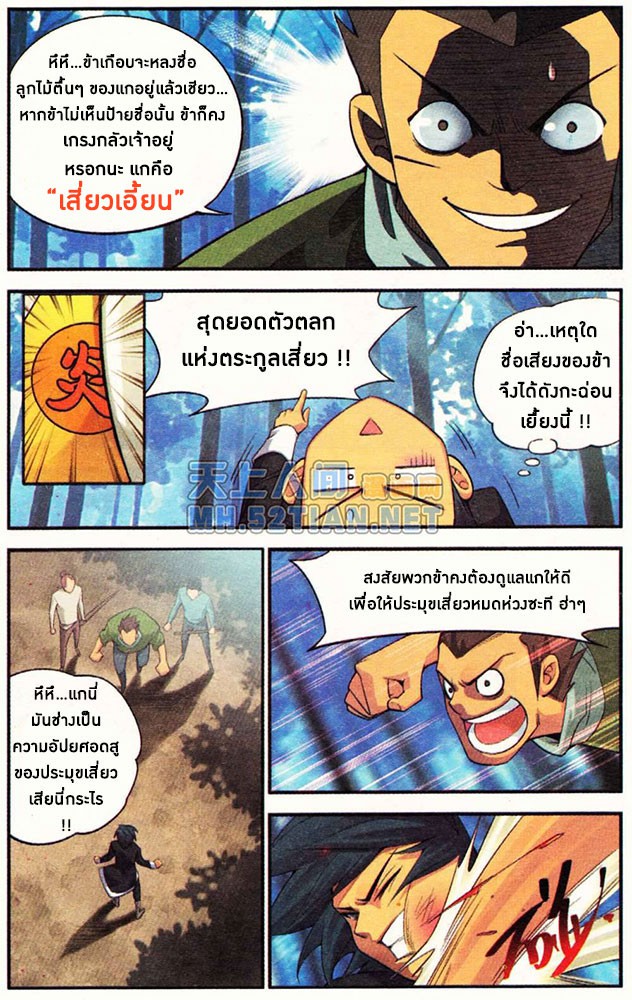 หึหึ...ข้าเกือบจะหลงชื่อ
ลูกไม้ตื้นๆ ของแกอยู่แล้วเชียว...
หากข้าไม่เห็นป้ายชื่อนั้น ข้าก็คง
เกรงกลัวเจ้าอยู่
หรอกนะ แกคือ
“เสี่ยวเอี้ยน”
炎
สุดยอดตัวตลก
แห่งตระกูลเสี่ยว !!
อ่า...เหตุใด
ชื่อเสียงของข้า
จึงได้ดังกะฉ่อน
เยี้ยงนี้ !!
天上人间
MH.52TIAN.NET
หึหึ...แกนี่
มันช่างเป็น
ความอัปยศอดสู
ของประมุขเสี่ยว
เสียนี่กระไร
!!
สงสัยพวกข้าคงต้องดูแลแกให้ดี
เพื่อให้ประมุขเสี่ยวหมดห่วงซะที ฮ่าๆ